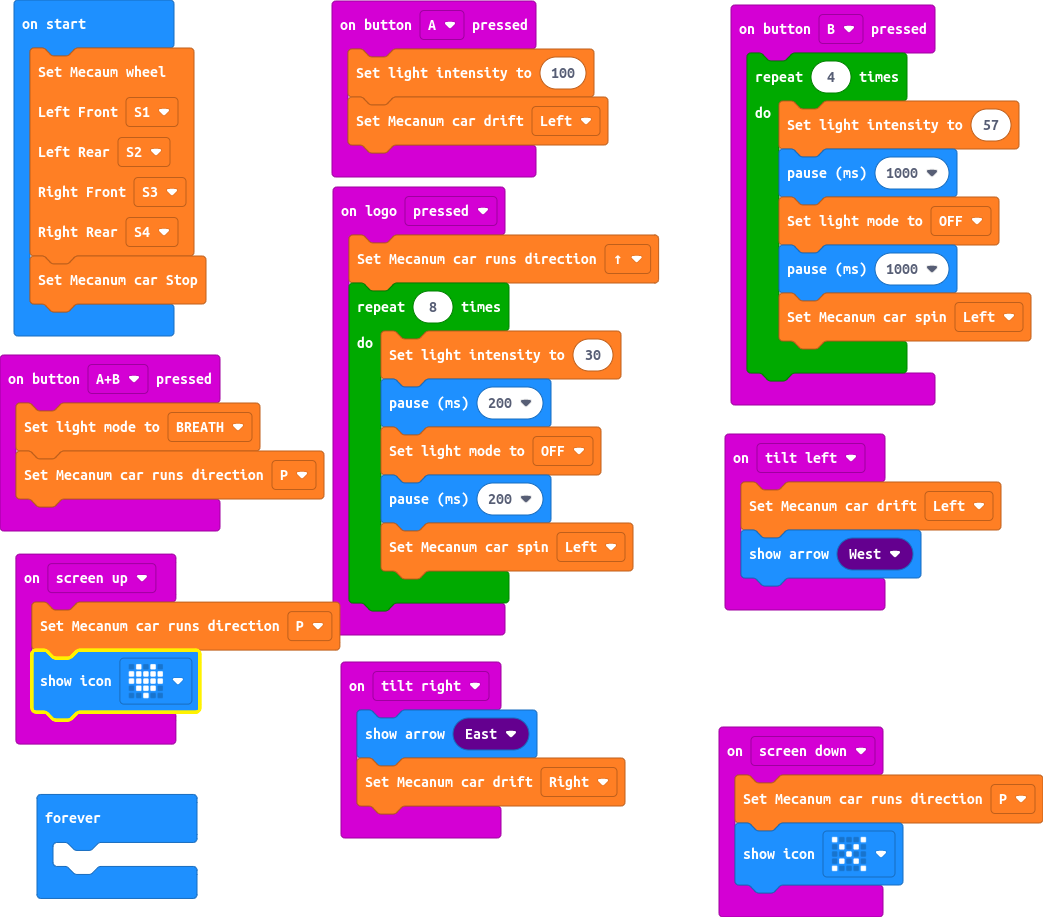 on start
Set Mecaum wheel
Left Front S1
Left Rear S2
Right Front S3
Right Rear S4
Set Mecanum car Stop
on button A+B pressed
Set light mode to BREATH
Set Mecanum car runs direction P
on screen up
Set Mecanum car runs direction P
show icon
forever
on button A pressed
Set light intensity to 100
Set Mecanum car drift Left
on logo pressed
Set Mecanum car runs direction ↑
repeat 8 times
do
Set light intensity to 30
pause (ms) 200
Set light mode to OFF
pause (ms) 200
Set Mecanum car spin Left
on tilt right
show arrow East
Set Mecanum car drift Right
on button B pressed
repeat 4 times
do
Set light intensity to 57
pause (ms) 1000
Set light mode to OFF
pause (ms) 1000
Set Mecanum car spin Left
on tilt left
Set Mecanum car drift Left
show arrow West
on screen down
Set Mecanum car runs direction P
show icon